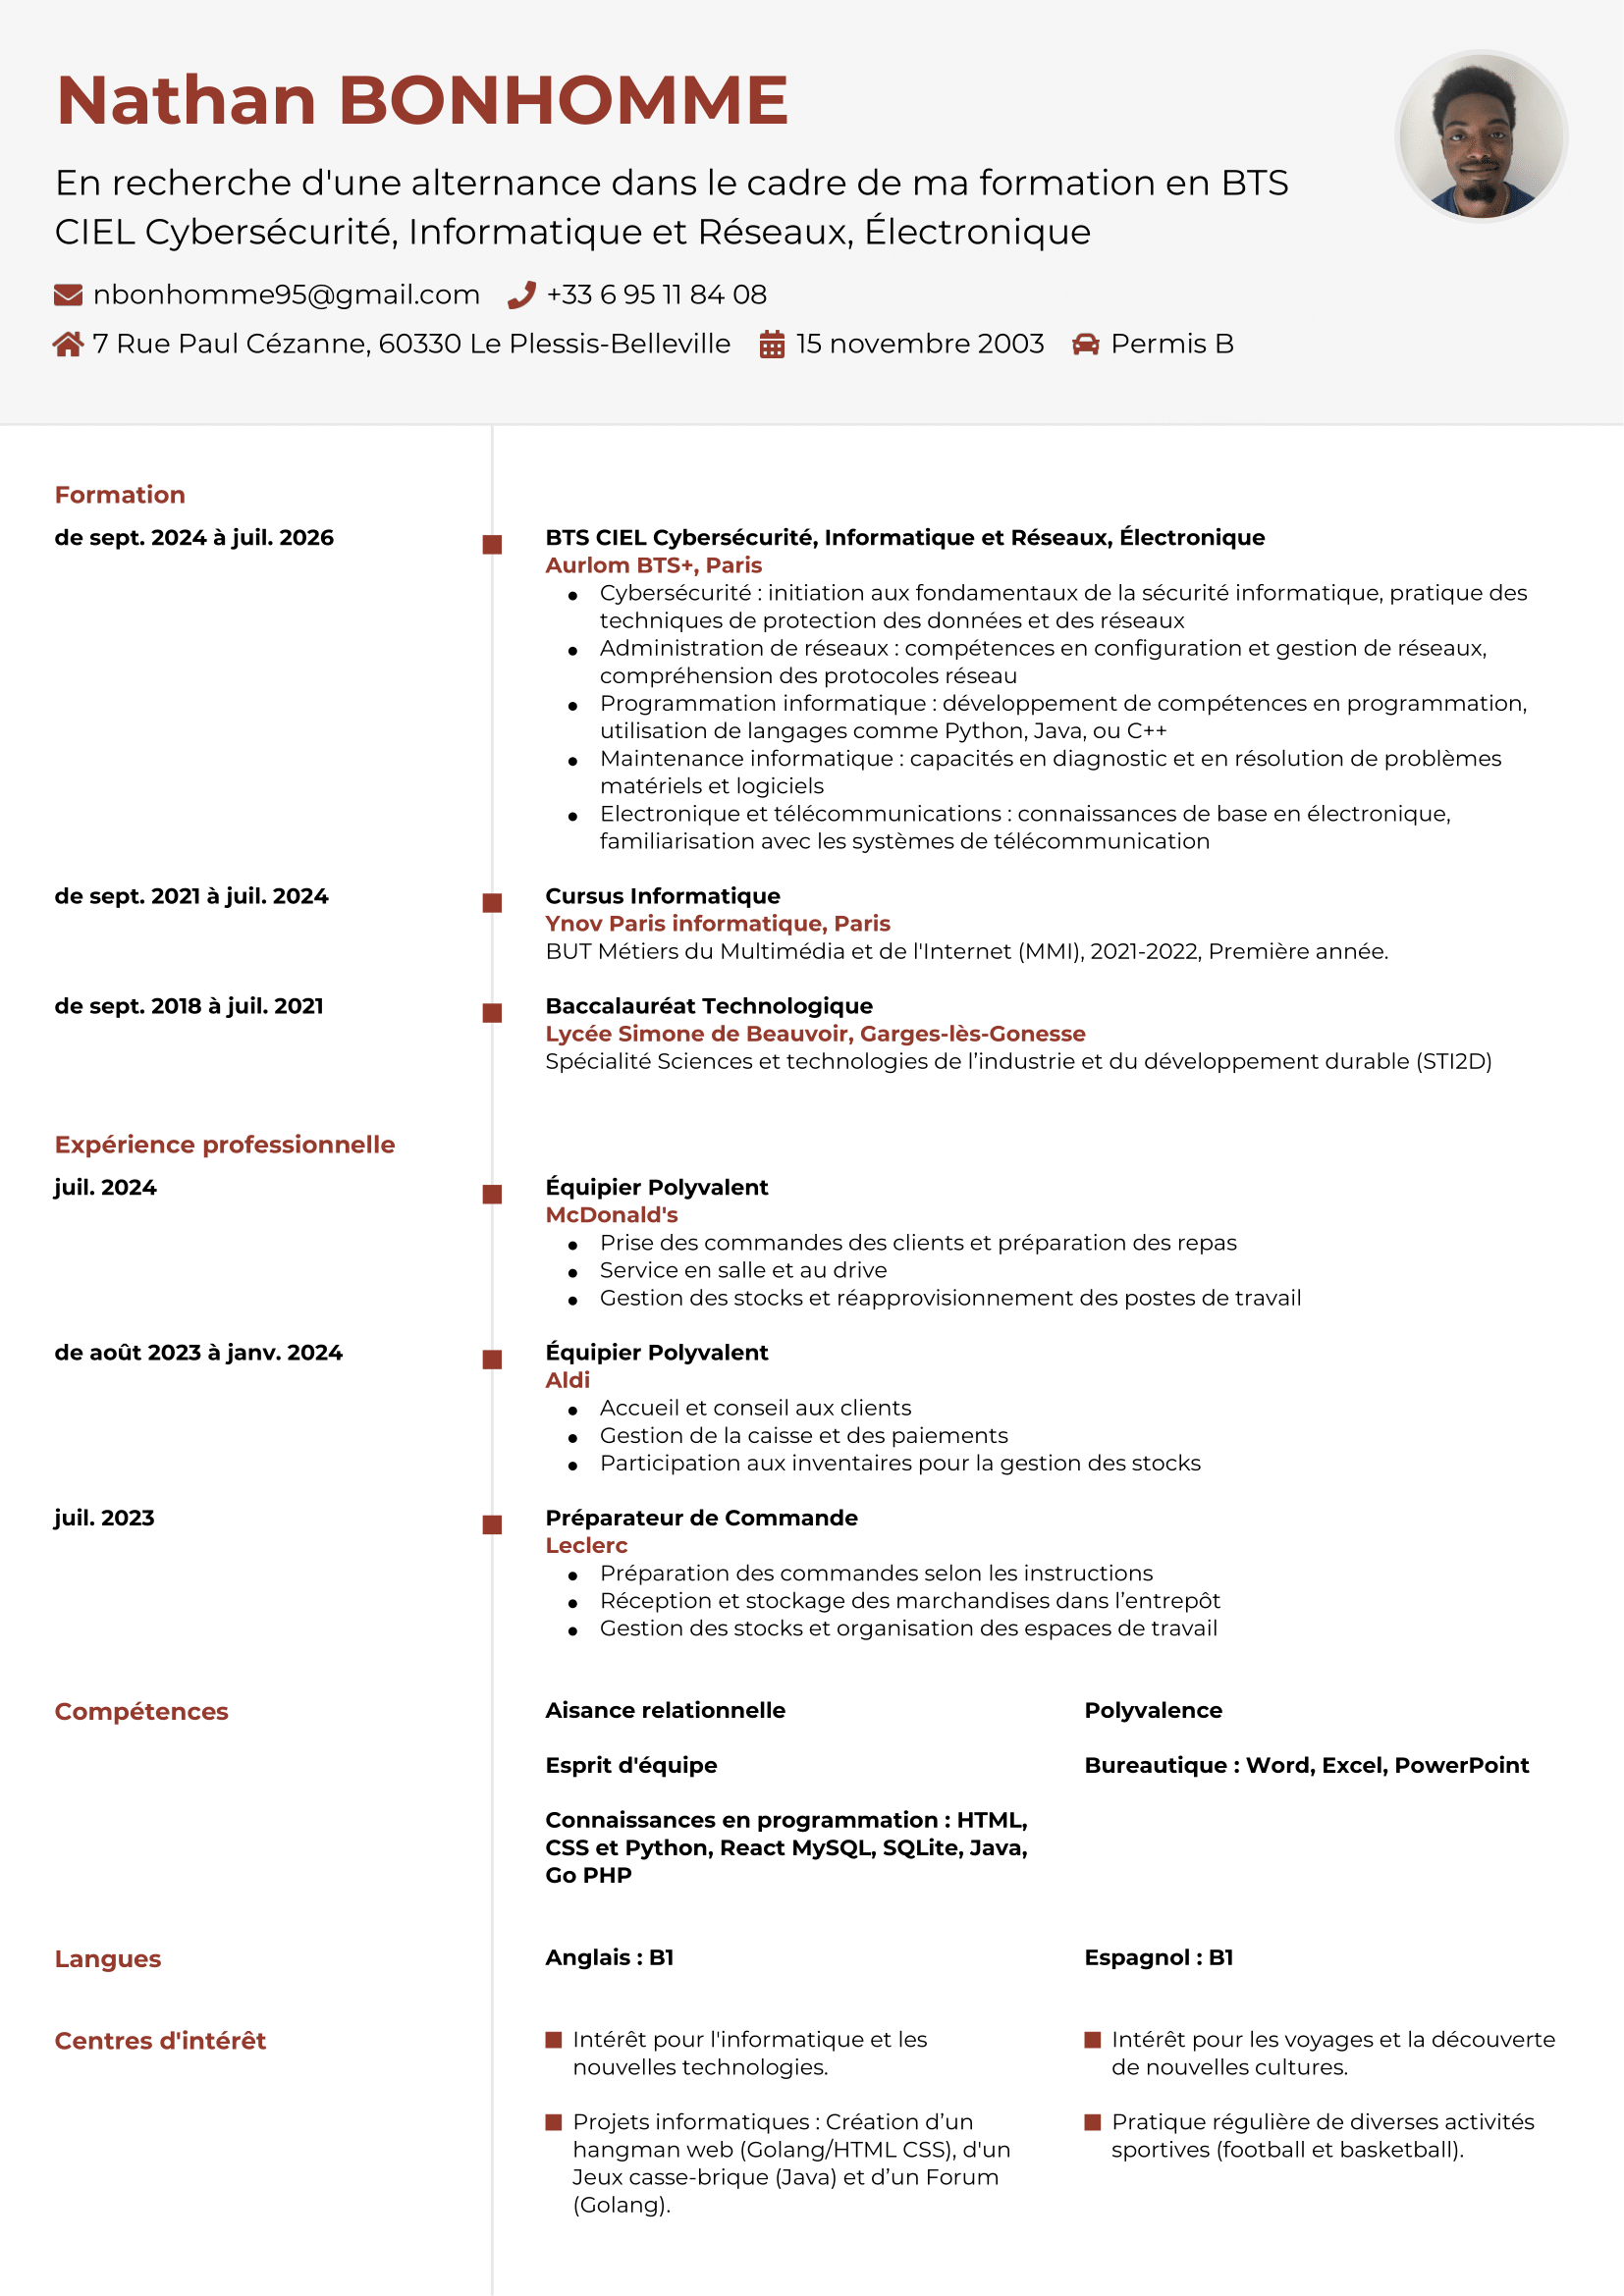 Nathan BONHOMME
En recherche d'une alternance dans le cadre de ma formation en BTS
CIEL Cybersécurité, Informatique et Réseaux, Électronique
nbonhomme95@gmail.com +33 6 95 11 84 08
7 Rue Paul Cézanne, 60330 Le Plessis-Belleville 15 novembre 2003 Permis B
Formation
de sept. 2024 à juil. 2026
BTS CIEL Cybersécurité, Informatique et Réseaux, Électronique
Aurlom BTS+, Paris
● Cybersécurité : initiation aux fondamentaux de la sécurité informatique, pratique des
techniques de protection des données et des réseaux
● Administration de réseaux : compétences en configuration et gestion de réseaux,
compréhension des protocoles réseau
● Programmation informatique : développement de compétences en programmation,
utilisation de langages comme Python, Java, ou C++
● Maintenance informatique : capacités en diagnostic et en résolution de problèmes
matériels et logiciels
● Electronique et télécommunications : connaissances de base en électronique,
familiarisation avec les systèmes de télécommunication
de sept. 2021 à juil. 2024
Cursus Informatique
Ynov Paris informatique, Paris
BUT Métiers du Multimédia et de l'Internet (MMI), 2021-2022, Première année.
de sept. 2018 à juil. 2021
Baccalauréat Technologique
Lycée Simone de Beauvoir, Garges-lès-Gonesse
Spécialité Sciences et technologies de l’industrie et du développement durable (STI2D)
Expérience professionnelle
juil. 2024
Équipier Polyvalent
McDonald's
● Prise des commandes des clients et préparation des repas
● Service en salle et au drive
● Gestion des stocks et réapprovisionnement des postes de travail
de août 2023 à janv. 2024
Équipier Polyvalent
Aldi
● Accueil et conseil aux clients
● Gestion de la caisse et des paiements
● Participation aux inventaires pour la gestion des stocks
juil. 2023
Préparateur de Commande
Leclerc
● Préparation des commandes selon les instructions
● Réception et stockage des marchandises dans l’entrepôt
● Gestion des stocks et organisation des espaces de travail
Compétences
Aisance relationnelle
Polyvalence
Esprit d'équipe
Bureautique : Word, Excel, PowerPoint
Connaissances en programmation : HTML,
CSS et Python, React MySQL, SQLite, Java,
Go PHP
Langues
Anglais : B1
Espagnol : B1
Centres d'intérêt
Intérêt pour l'informatique et les
nouvelles technologies.
Intérêt pour les voyages et la découverte
de nouvelles cultures.
Projets informatiques : Création d’un
hangman web (Golang/HTML CSS), d'un
Jeux casse-brique (Java) et d’un Forum
(Golang).
Pratique régulière de diverses activités
sportives (football et basketball).